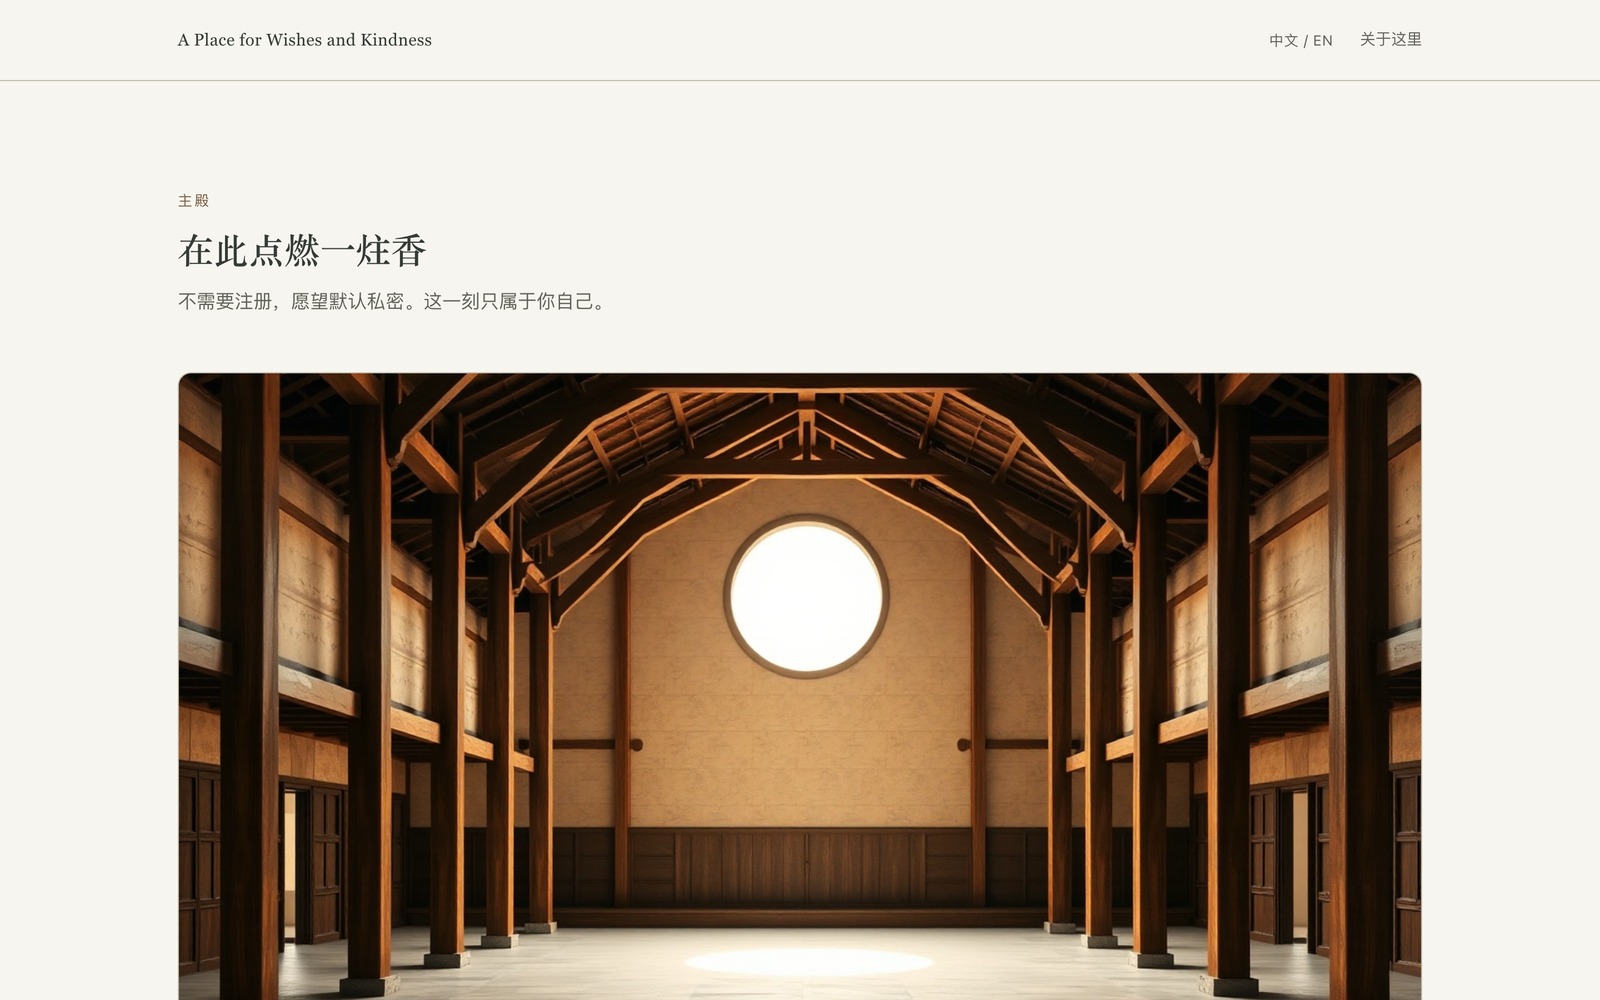 A Place for Wishes and Kindness
中文 / EN
关于这里
主殿
在此点燃一炷香
不需要注册，愿望默认私密。这一刻只属于你自己。